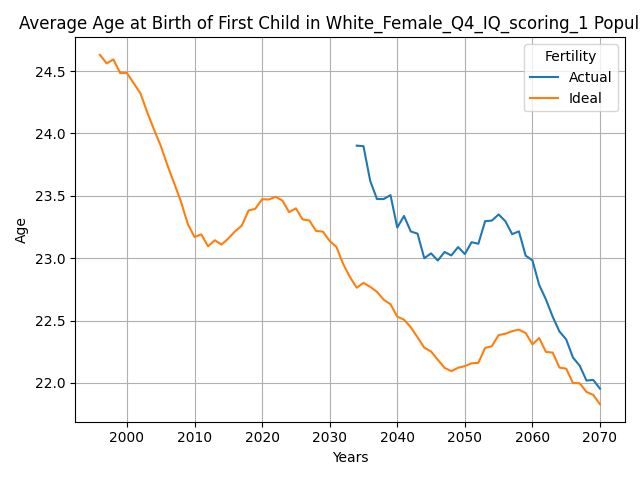 Average Age at Birth of First Child in White_Female_Q4_IQ_scoring_1 Popul
Fertility
Actual
Ideal
24.5
24.0
23.5
23.0
22.5
22.0
Age
2000 2010 2020 2030 2040 2050 2060 2070
Years